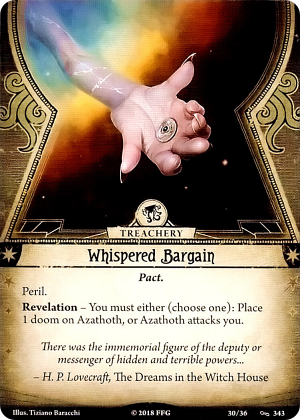 TREACHERY
Whispered Bargain
Pact.
Peril.
Revelation – You must either (choose one): Place
1 doom on Azathoth, or Azathoth attacks you.
There was the immemorial figure of the deputy or
messenger of hidden and terrible powers...
– H. P. Lovecraft, The Dreams in the Witch House
Illus. Tiziano Baracchi © 2018 FFG 30/36 343